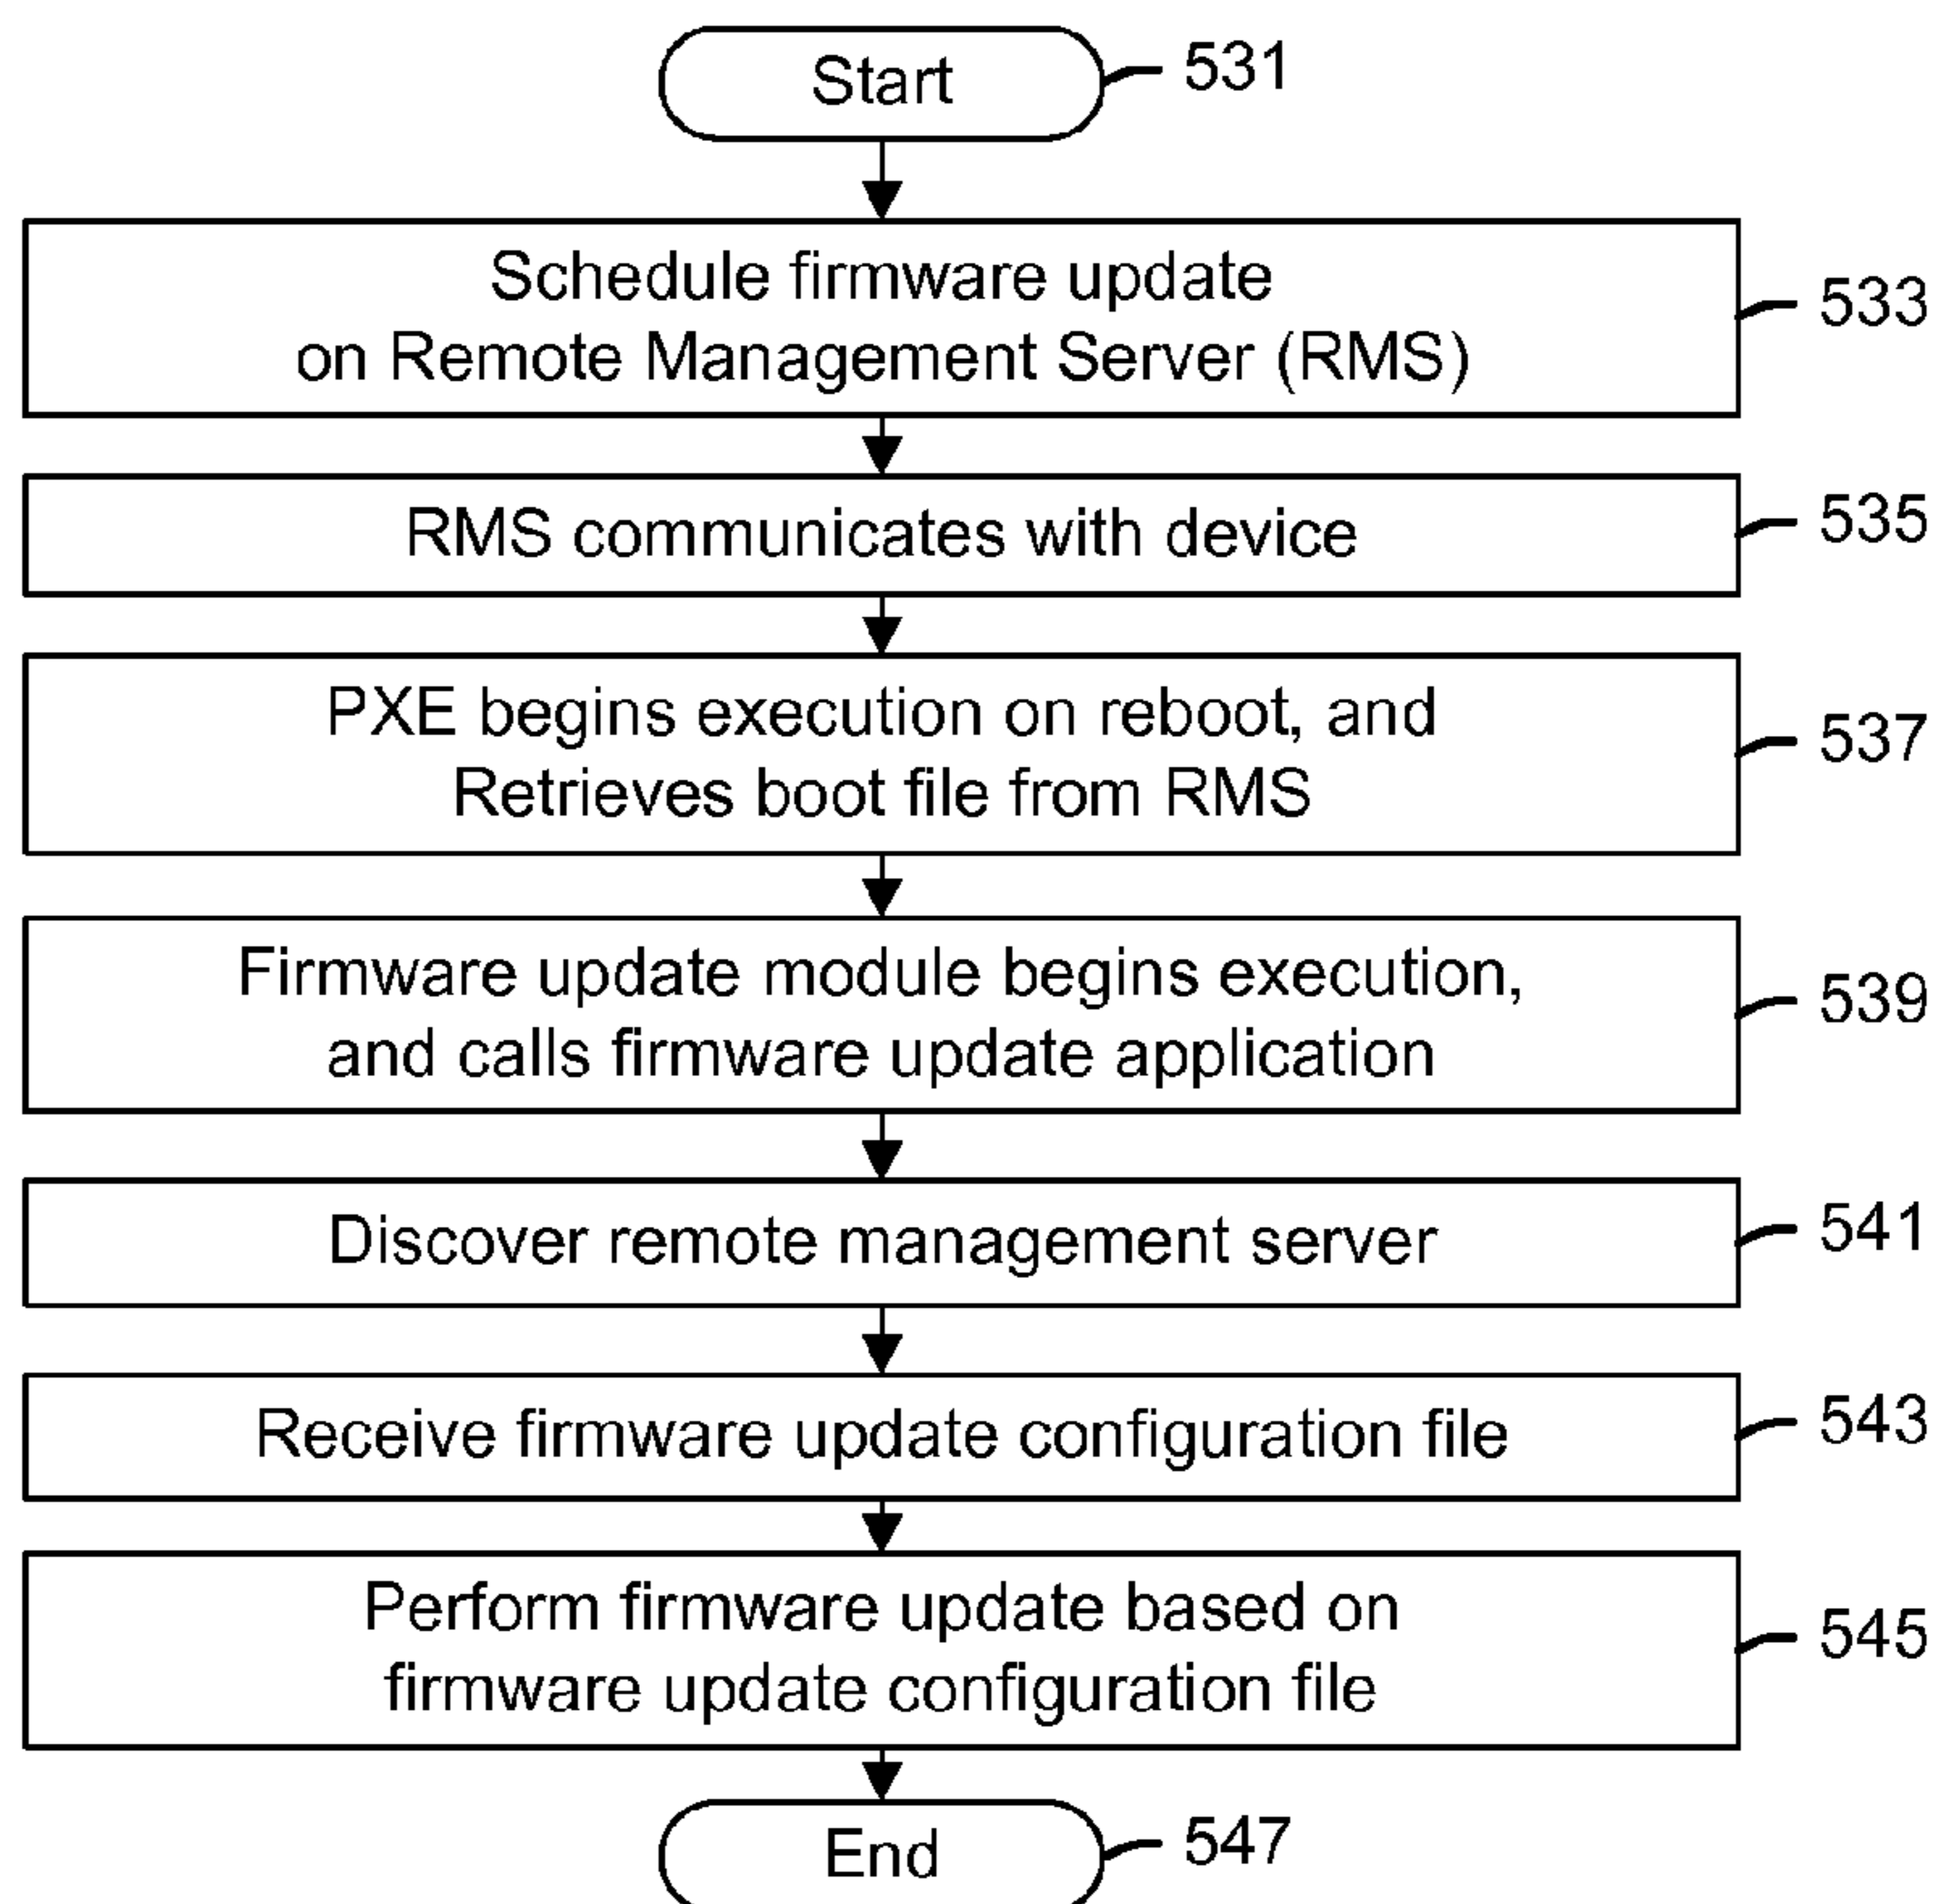 Start
531
Schedule firmware update
on Remote Management Server (RMS)
533
RMS communicates with device
535
PXE begins execution on reboot, and
Retrieves boot file from RMS
537
Firmware update module begins execution,
and calls firmware update application
539
Discover remote management server
541
Receive firmware update configuration file
543
Perform firmware update based on
firmware update configuration file
545
End
547